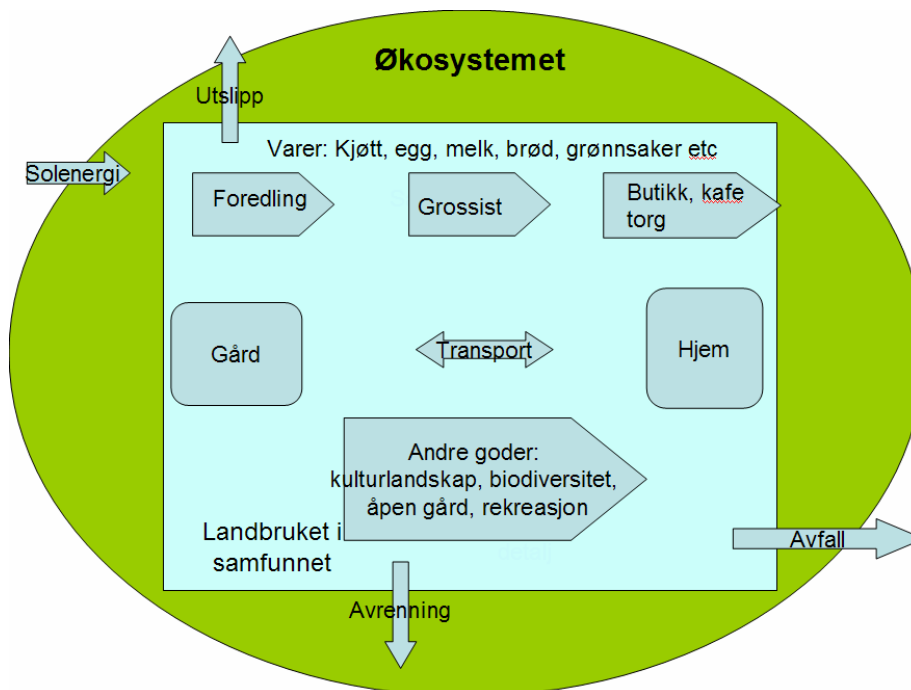 Økosystemet
Utslipp
Varer: Kjøtt, egg, melk, brød, grønnsaker etc
Solenergi
Foredling
Grossist
Butikk, kafe
torg
Gård
Transport
Hjem
Andre goder:
kulturlandskap, biodiversitet,
åpen gård, rekreasjon
Landbruket i
samfunnet
Avfall
Avrenning